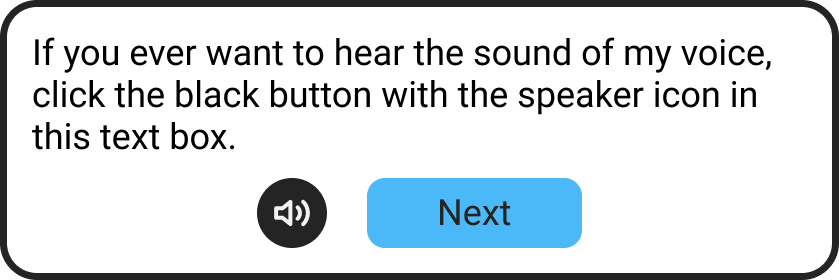 If you ever want to hear the sound of my voice,
click the black button with the speaker icon in
this text box.
Next